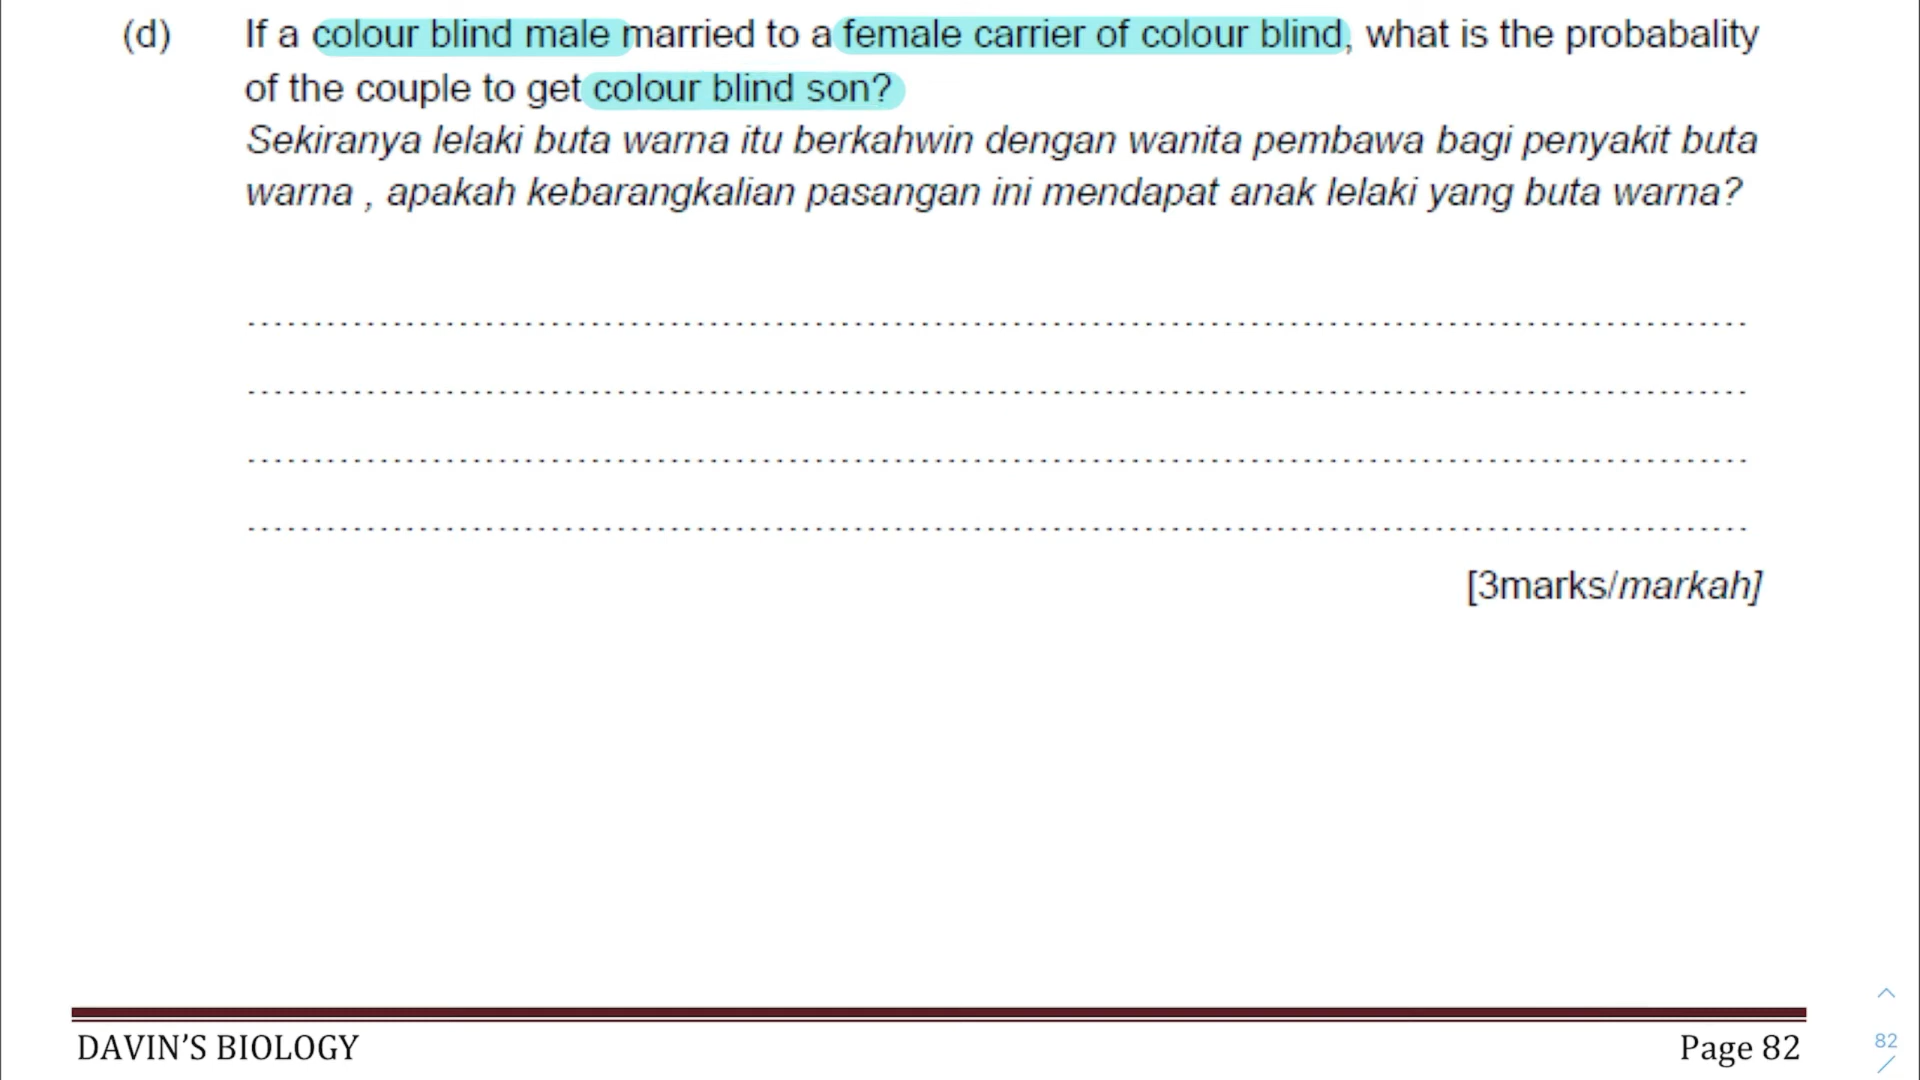 (d) If a colour blind male married to a female carrier of colour blind, what is the probabality
of the couple to get colour blind son?
Sekiranya lelaki buta warna itu berkahwin dengan wanita pembawa bagi penyakit buta
warna , apakah kebarangkalian pasangan ini mendapat anak lelaki yang buta warna?
[3marks/markah]
DAVIN'S BIOLOGY Page 82
82